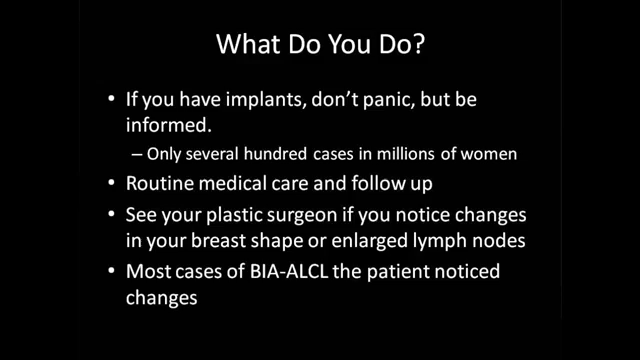 What Do You Do?
• If you have implants, don't panic, but be
informed.
– Only several hundred cases in millions of women
• Routine medical care and follow up
• See your plastic surgeon if you notice changes
in your breast shape or enlarged lymph nodes
• Most cases of BIA-ALCL the patient noticed
changes